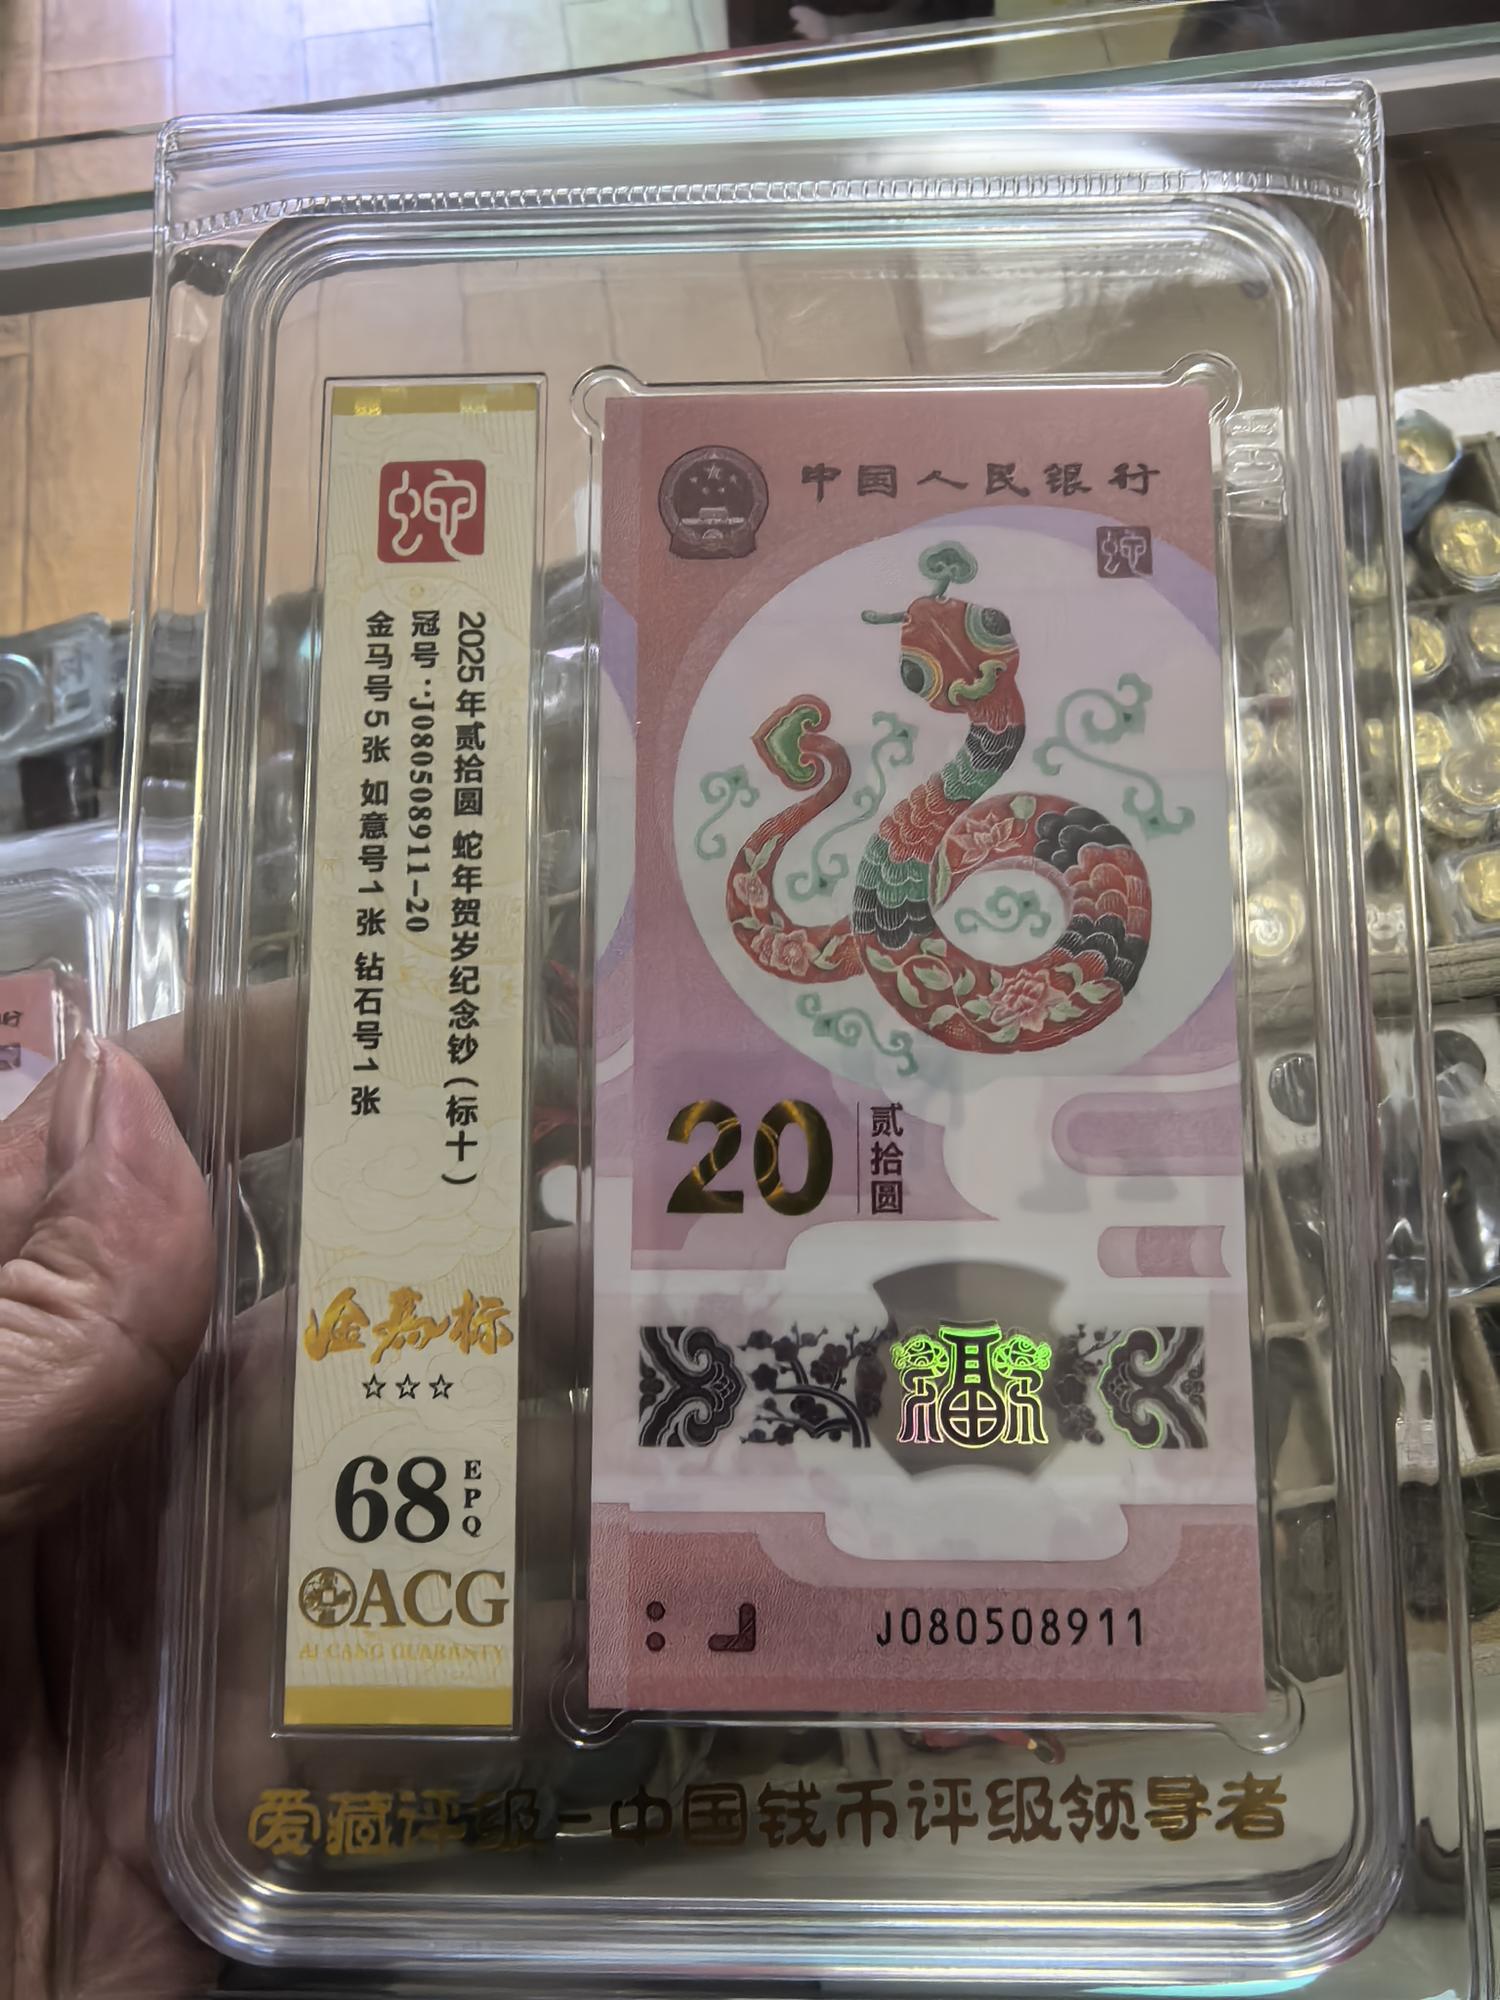 蛇
2025年贰拾圆 蛇年贺岁纪念钞（标十）
冠号：J080508911-20
金马号5张 如意号1张 钻石号1张
金马标
☆☆☆
68
EPQ
ACG
AI CANG GUARANTY
中国人民银行
蛇
20
贰拾圆
福
J080508911
爱藏评级-中国钱币评级领导者